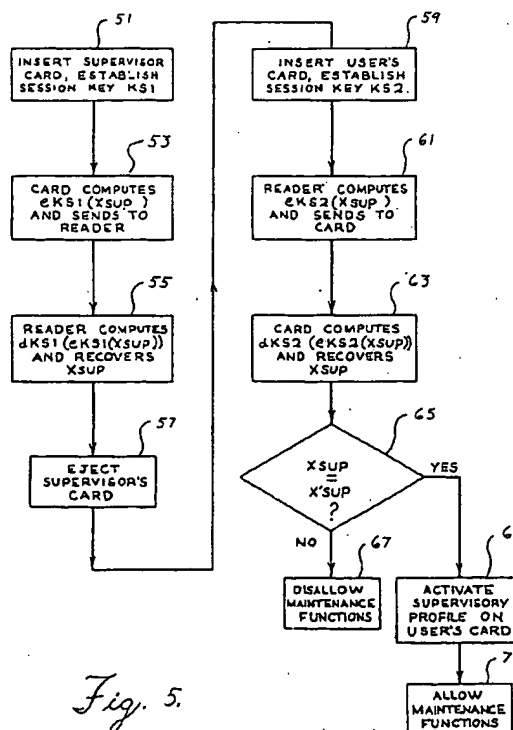 51
INSERT SUPERVISOR
CARD, ESTABLISH
SESSION KEY KS1
53
CARD COMPUTES
eKS1(XSUP)
AND SENDS TO
READER
55
READER COMPUTES
dKS1(eKS1(XSUP))
AND RECOVERS
XSUP
57
EJECT
SUPERVISOR'S
CARD
59
INSERT USER'S
CARD, ESTABLISH
SESSION KEY KS2.
61
READER COMPUTES
eKS2(XSUP)
AND SENDS TO
CARD
63
CARD COMPUTES
dKS2(eKS2(XSUP))
AND RECOVERS
XSUP
65
XSUP
=
X'SUP
?
YES
NO
67
DISALLOW
MAINTENANCE
FUNCTIONS
6
ACTIVATE
SUPERVISORY
PROFILE ON
USER'S CARD
7
ALLOW
MAINTENANCE
FUNCTIONS
Fig. 5.